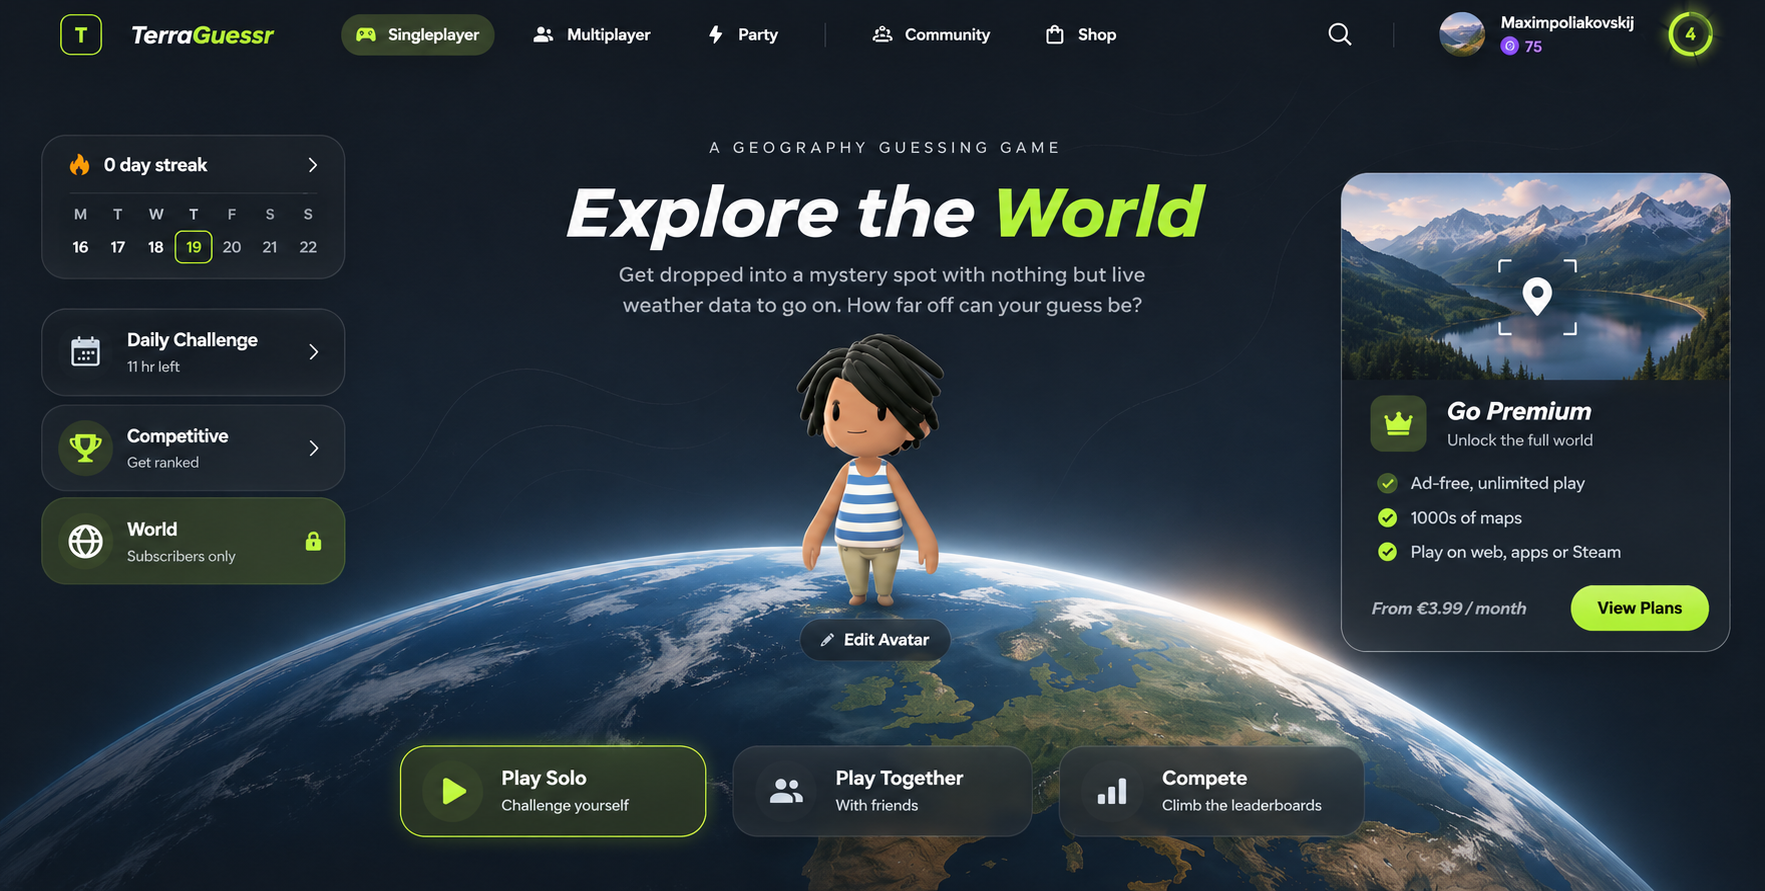 T
TerraGuessr
Singleplayer
Multiplayer
Party
Community
Shop
Maximpoliakovskij
75
4
0 day streak
M T W T F S S
16 17 18 19 20 21 22
Daily Challenge
11 hr left
Competitive
Get ranked
World
Subscribers only
A GEOGRAPHY GUESSING GAME
Explore the World
Get dropped into a mystery spot with nothing but live
weather data to go on. How far off can your guess be?
Edit Avatar
Go Premium
Unlock the full world
Ad-free, unlimited play
1000s of maps
Play on web, apps or Steam
From €3.99 / month
View Plans
Play Solo
Challenge yourself
Play Together
With friends
Compete
Climb the leaderboards